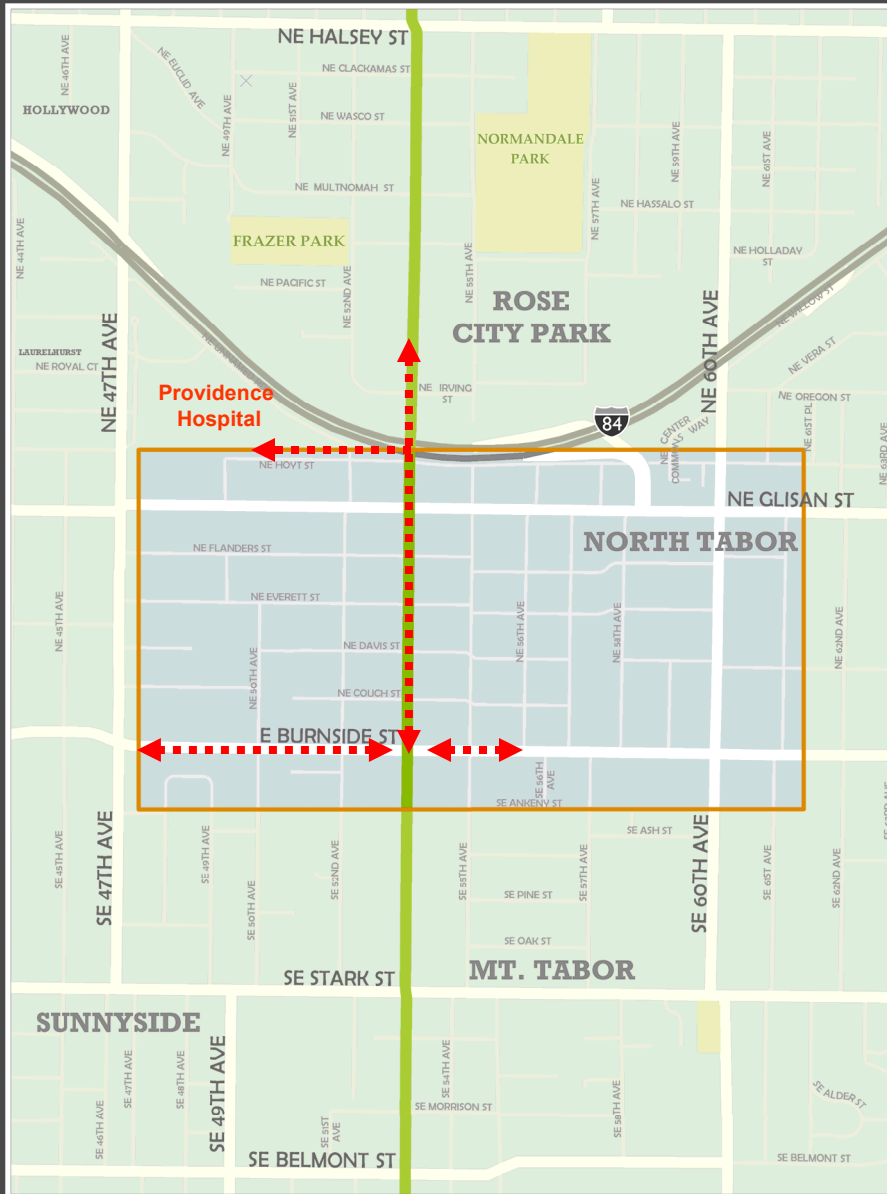 NE HALSEY ST
NE CLACKAMAS ST
NE 46TH AVE
NE EUCLID AVE
HOLLYWOOD
NE 49TH AVE
NE 51ST AVE
NE WASCO ST
NORMANDALE
PARK
NE 59TH AVE
NE 61ST AVE
NE MULTNOMAH ST
NE 57TH AVE
NE HASSALO ST
FRAZER PARK
NE 44TH AVE
NE HOLLADAY
ST
NE PACIFIC ST
NE 52ND AVE
NE 55TH AVE
ROSE
CITY PARK
NE 60TH AVE
NE WILLOW ST
NE 47TH AVE
LAURELHURST
NE ROYAL CT
NE VERA ST
Providence
Hospital
NE IRVING
ST
NE OREGON ST
84
NE CENTER
COMMONS WAY
NE 61ST PL
NE 63RD AVE
NE HOYT ST
NE GLISAN ST
NORTH TABOR
NE FLANDERS ST
NE EVERETT ST
NE 45TH AVE
NE 56TH AVE
NE 58TH AVE
NE 62ND AVE
NE DAVIS ST
NE 50TH AVE
NE COUCH ST
E BURNSIDE ST
SE 56TH
AVE
SE ANKENY ST
SE 47TH AVE
SE 45TH AVE
SE 49TH AVE
SE 52ND AVE
SE 55TH AVE
SE 57TH AVE
SE ASH ST
SE 60TH AVE
SE 61ST AVE
SE 62ND AVE
SE 50TH AVE
SE PINE ST
SE OAK ST
MT. TABOR
SE STARK ST
SUNNYSIDE
SE 46TH AVE
SE 47TH AVE
SE 48TH AVE
SE 49TH AVE
SE 51ST
AVE
SE 54TH AVE
SE MORRISON ST
SE 58TH AVE
SE ALDER ST
SE BELMONT ST
SE BELMONT ST